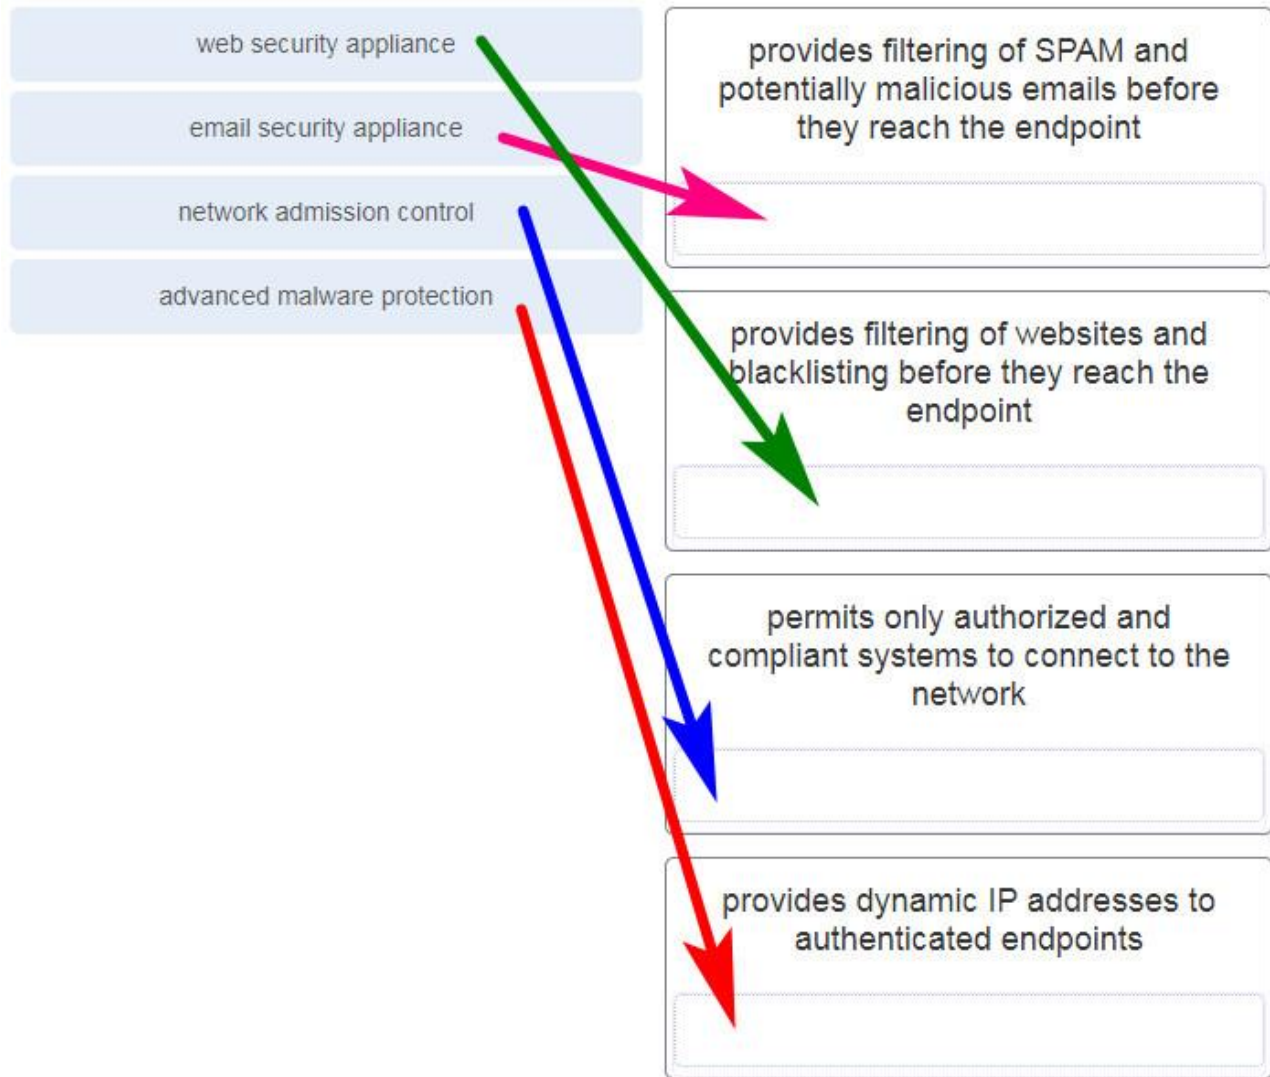 web security appliance
email security appliance
network admission control
advanced malware protection
provides filtering of SPAM and
potentially malicious emails before
they reach the endpoint
provides filtering of websites and
blacklisting before they reach the
endpoint
permits only authorized and
compliant systems to connect to the
network
provides dynamic IP addresses to
authenticated endpoints